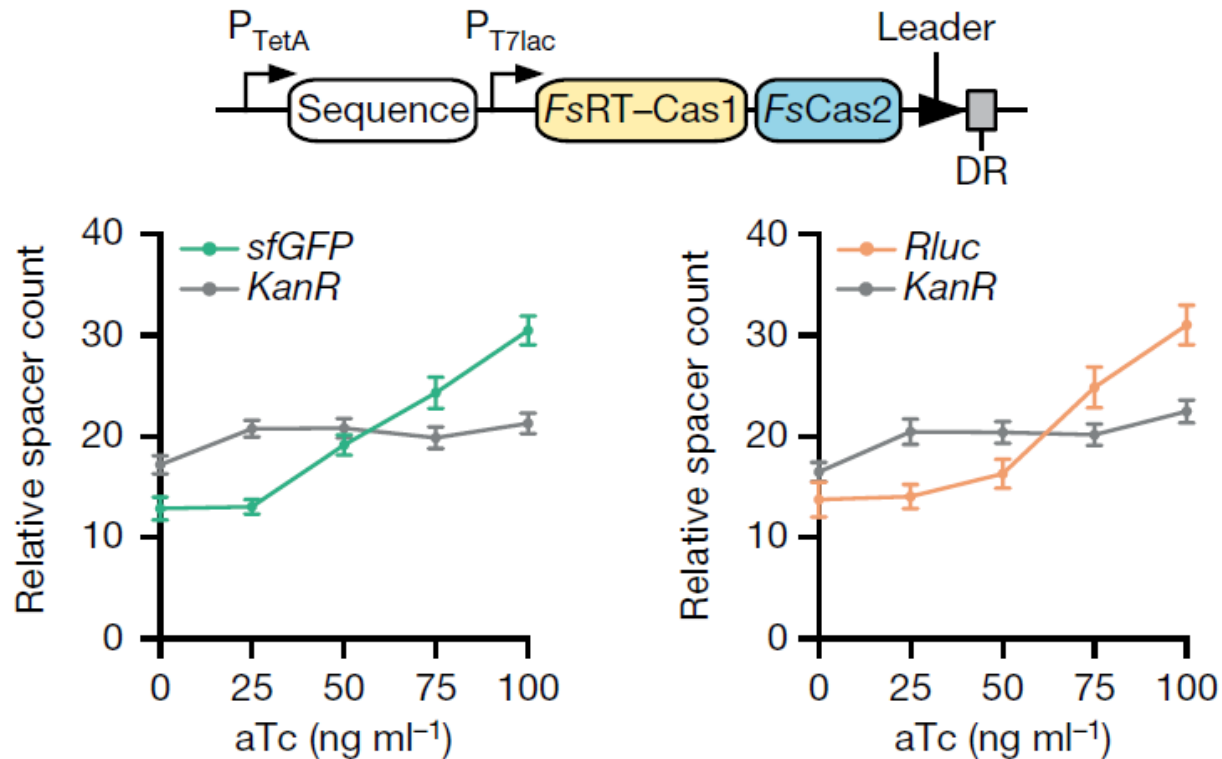 P_TetA P_T7lac Leader
Sequence FsRT–Cas1 FsCas2
DR
Relative spacer count
40
30
20
10
0
sfGFP
KanR
0 25 50 75 100
aTc (ng ml⁻¹)
Relative spacer count
40
30
20
10
0
Rluc
KanR
0 25 50 75 100
aTc (ng ml⁻¹)